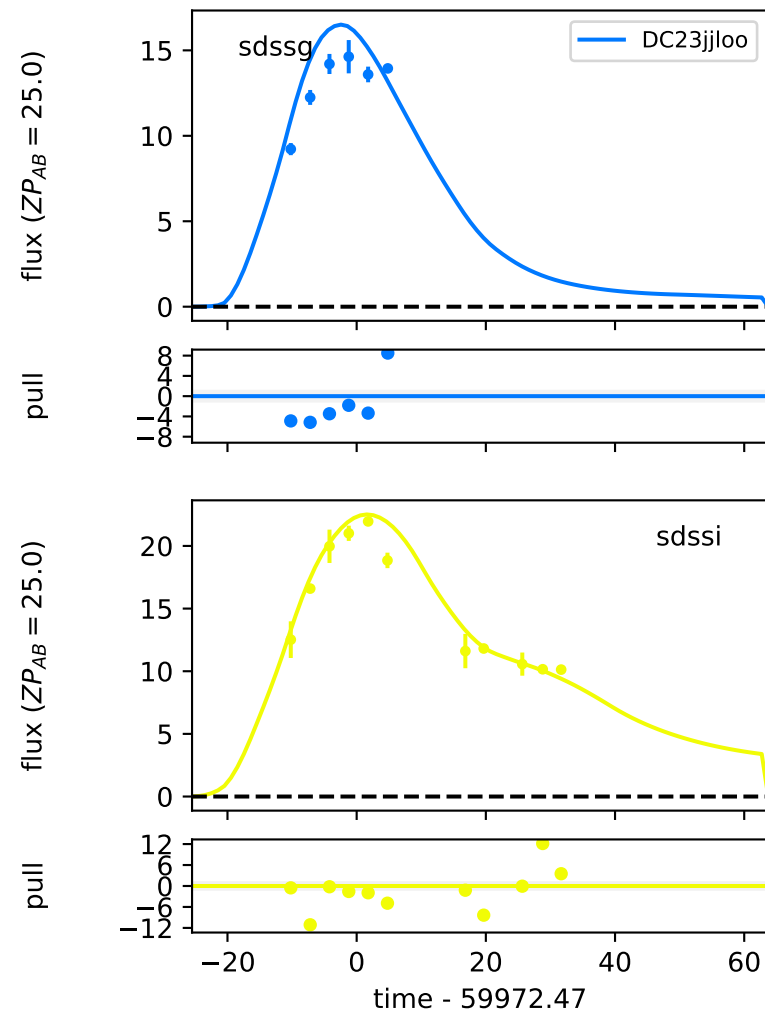 sdssg
DC23jjloo
flux (ZP_AB = 25.0)
15
10
5
0
pull
8
4
0
−4
−8
sdssi
flux (ZP_AB = 25.0)
20
15
10
5
0
pull
12
6
0
−6
−12
−20 0 20 40 60
time - 59972.47